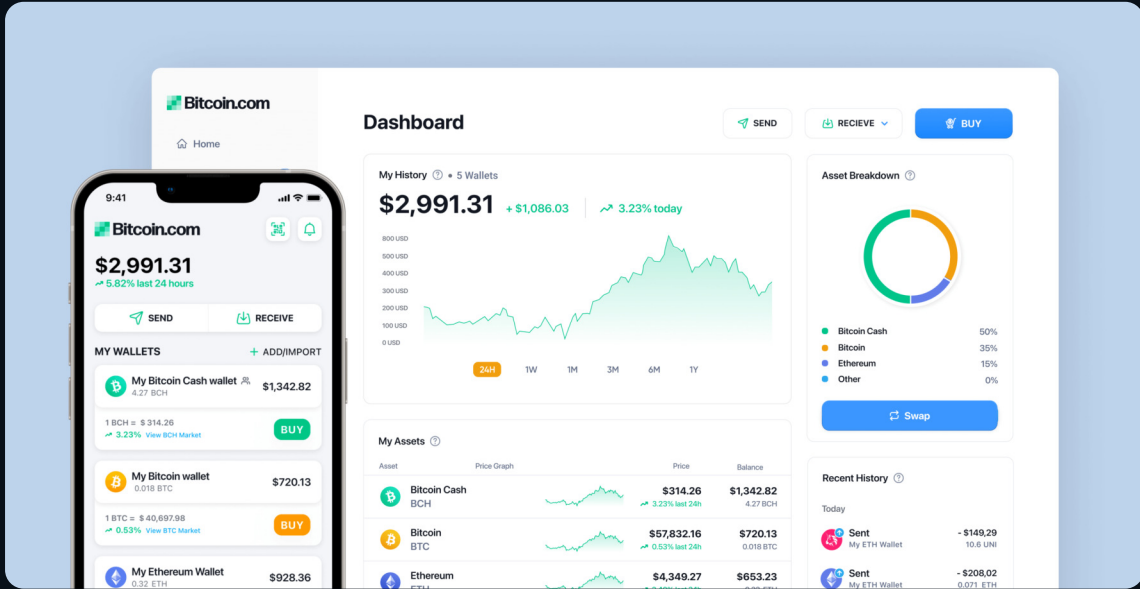 Bitcoin.com
Home
Dashboard
SEND
RECIEVE
BUY
My History
• 5 Wallets
$2,991.31
+ $1,086.03
3.23% today
800 USD
500 USD
400 USD
300 USD
200 USD
100 USD
0 USD
24H 1W 1M 3M 6M 1Y
Asset Breakdown
Bitcoin Cash 50%
Bitcoin 35%
Ethereum 15%
Other 0%
Swap
My Assets
Asset Price Graph Price Balance
Bitcoin Cash $314.26 $1,342.82
BCH 3.23% last 24h 4.27 BCH
Bitcoin $57,832.16 $720.13
BTC 0.53% last 24h 0.018 BTC
Ethereum $4,349.27 $653.23
Recent History
Today
Sent - $149,29
My ETH Wallet 10.6 UNI
Sent - $208,02
My ETH Wallet 0.071 ETH
9:41
Bitcoin.com
$2,991.31
5.82% last 24 hours
SEND
RECEIVE
MY WALLETS + ADD/IMPORT
My Bitcoin Cash wallet $1,342.82
4.27 BCH
1 BCH = $ 314.26
3.23% View BCH Market
BUY
My Bitcoin wallet $720.13
0.018 BTC
1 BTC = $ 40,697.98
0.53% View BTC Market
BUY
My Ethereum Wallet $928.36
0.32 ETH